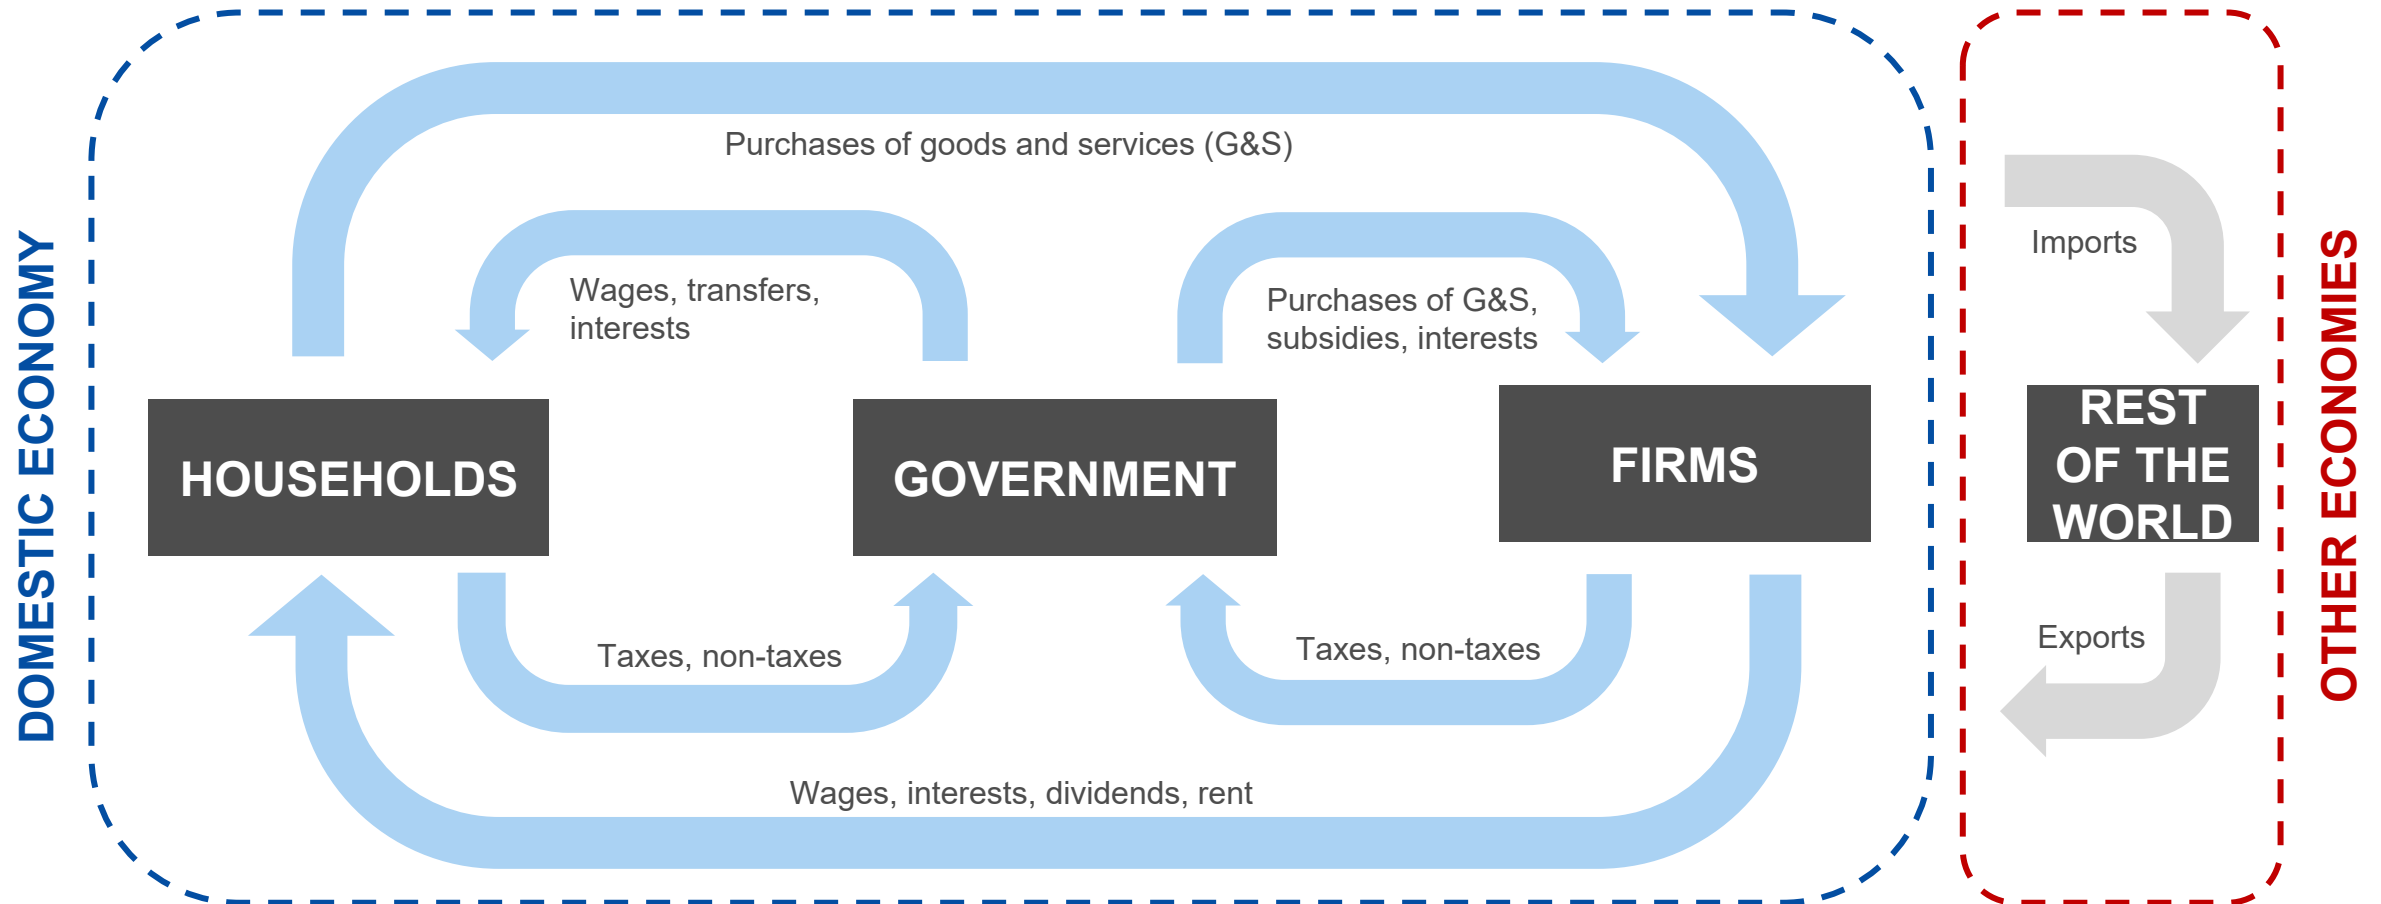 DOMESTIC ECONOMY
Purchases of goods and services (G&S)
Wages, transfers,
interests
Purchases of G&S,
subsidies, interests
HOUSEHOLDS
GOVERNMENT
FIRMS
Taxes, non-taxes
Taxes, non-taxes
Wages, interests, dividends, rent
Imports
REST
OF THE
WORLD
Exports
OTHER ECONOMIES